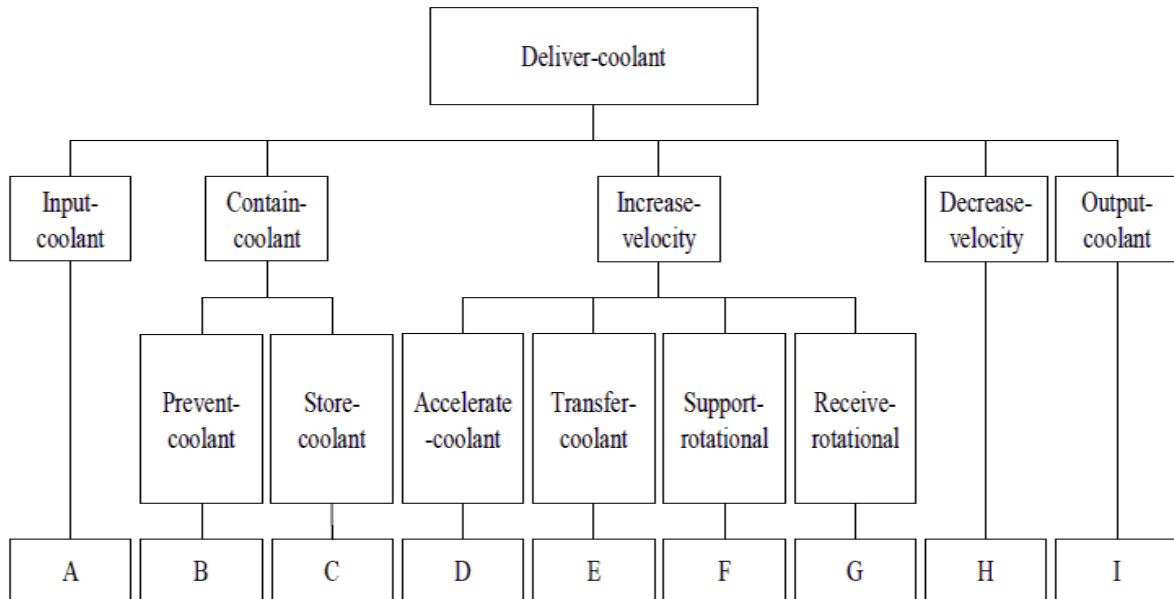 Deliver-coolant
Input-
coolant
Contain-
coolant
Increase-
velocity
Decrease-
velocity
Output-
coolant
Prevent-
coolant
Store-
coolant
Accelerate
-coolant
Transfer-
coolant
Support-
rotational
Receive-
rotational
A
B
C
D
E
F
G
H
I